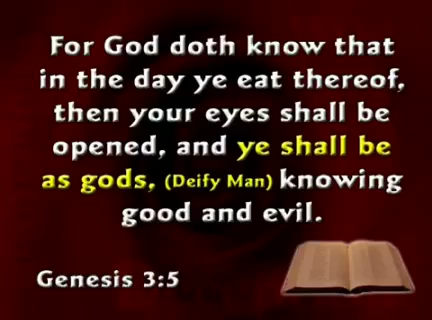 For God doth know that
in the day ye eat thereof,
then your eyes shall be
opened, and ye shall be
as gods, (Deify Man) knowing
good and evil.
Genesis 3:5